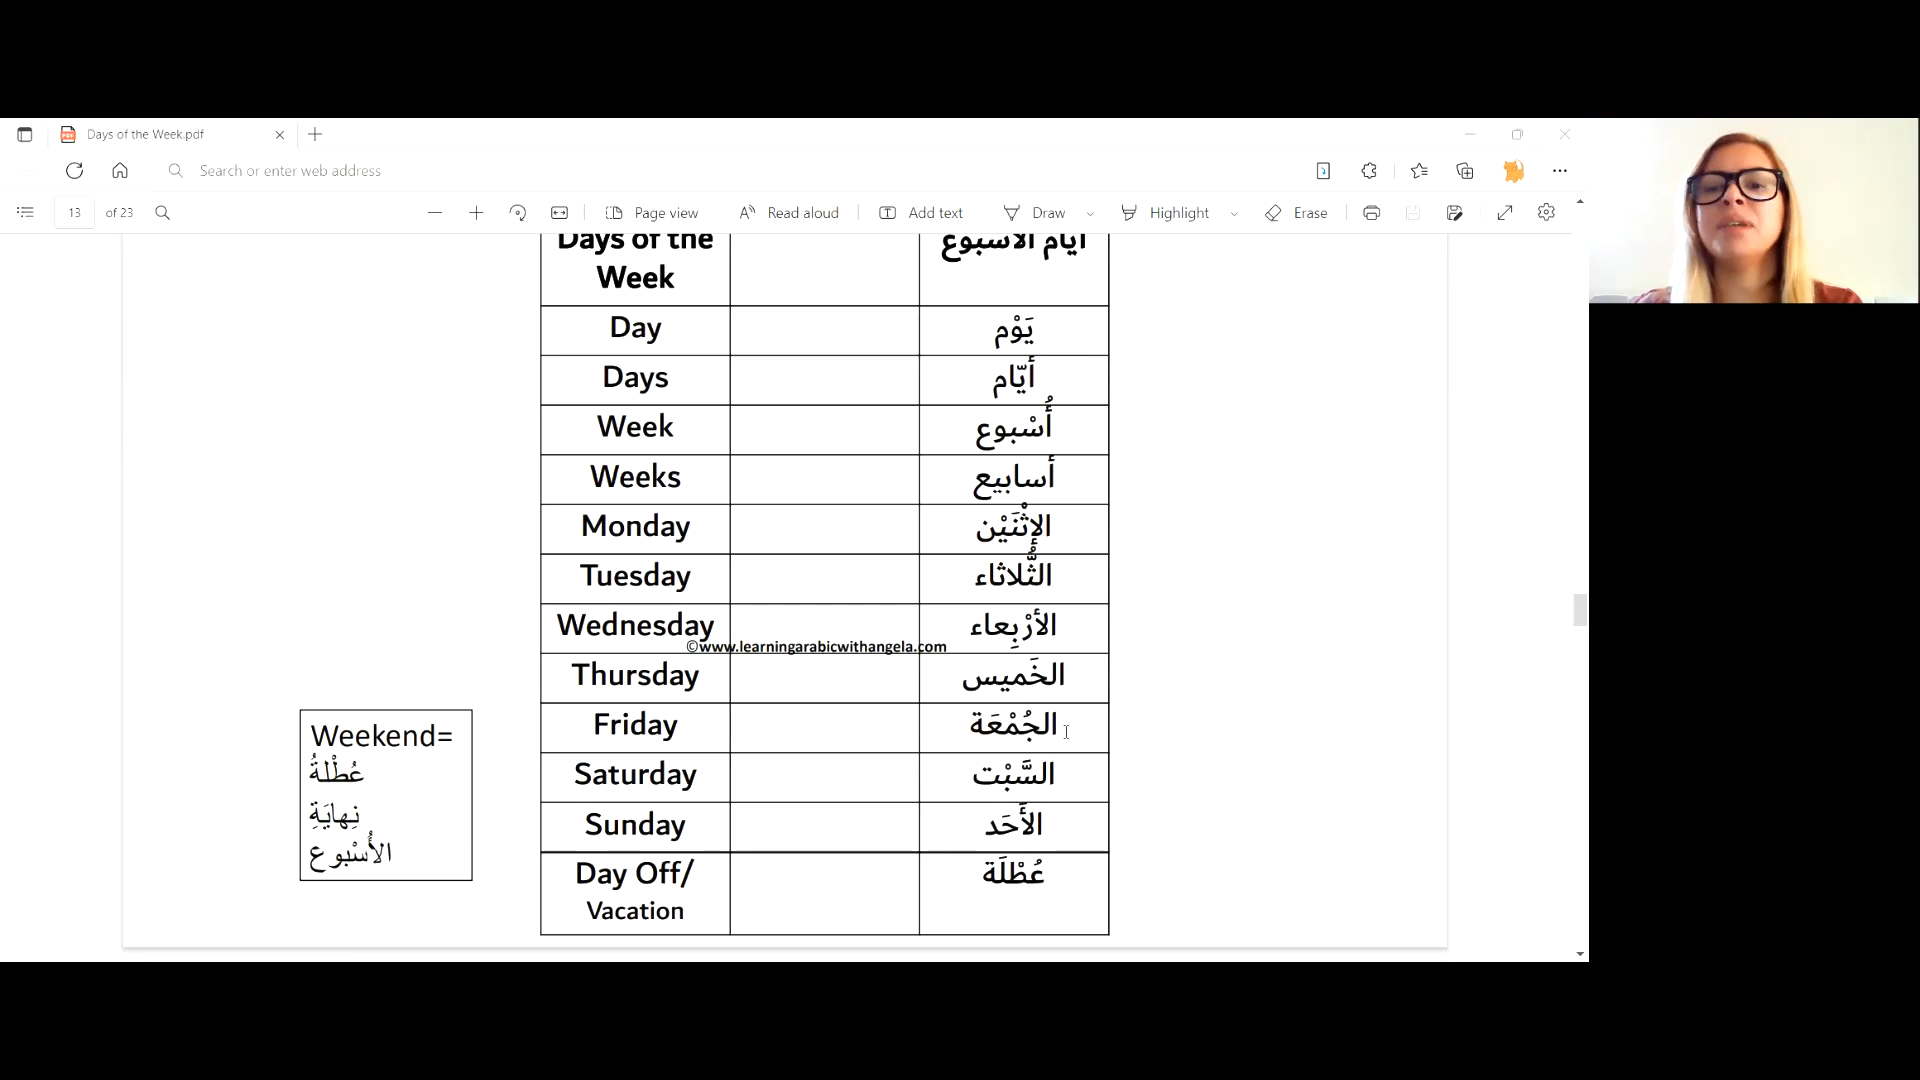 Days of the Week.pdf
Search or enter web address
13 of 23
Page view
Read aloud
Add text
Draw
Highlight
Erase
Days of the أيام الأسبوع
Week
Day يَوْم
Days أيّام
Week أُسْبوع
Weeks أسابيع
Monday الإثْنَيْن
Tuesday الثُّلاثاء
Wednesday الأرْبِعاء
©www.learningarabicwithangela.com
Thursday الخَميس
Friday الجُمْعَة
Saturday السَّبْت
Sunday الأَحَد
Day Off/ عُطْلَة
Vacation
Weekend=
عُطْلةُ
نِهايَةِ
الأُسْبوع